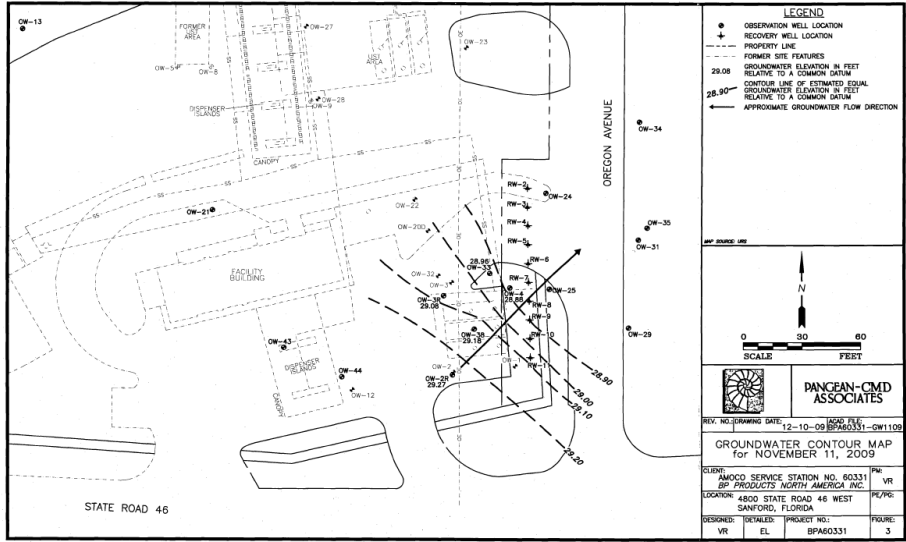 OW-13
FORMER
UST
AREA
OW-5
OW-8
OW-27
UST
AREA
OW-23
OW-28
OW-9
DISPENSER
ISLANDS
CANOPY
SS
OREGON AVENUE
OW-34
OW-35
OW-31
OW-29
RW-2
OW-24
RW-3
RW-4
RW-5
RW-6
RW-7
RW-8
RW-9
RW-10
RW-1
OW-21
OW-22
OW-20D
28.96
OW-33
OW-32
OW-3
OW-3R
29.08
OW-4
28.88
OW-25
OW-38
29.18
OW-1
OW-2
OW-2R
29.27
FACILITY
BUILDING
OW-43
DISPENSER
ISLANDS
OW-44
OW-12
CANOPY
28.90
29.00
29.10
29.20
STATE ROAD 46
LEGEND
OBSERVATION WELL LOCATION
RECOVERY WELL LOCATION
PROPERTY LINE
FORMER SITE FEATURES
29.08 GROUNDWATER ELEVATION IN FEET
RELATIVE TO A COMMON DATUM
28.90 CONTOUR LINE OF ESTIMATED EQUAL
GROUNDWATER ELEVATION IN FEET
RELATIVE TO A COMMON DATUM
APPROXIMATE GROUNDWATER FLOW DIRECTION
MAP SOURCE: URS
N
0 30 60
SCALE FEET
PANGEAN-CMD
ASSOCIATES
REV. NO.: DRAWING DATE: 12-10-09 ACAD FILE: BPA60331-GW1109
GROUNDWATER CONTOUR MAP
for NOVEMBER 11, 2009
CLIENT: AMOCO SERVICE STATION NO. 60331
BP PRODUCTS NORTH AMERICA INC.
PM: VR
LOCATION: 4800 STATE ROAD 46 WEST
SANFORD, FLORIDA
PE/PG:
DESIGNED: VR
DETAILED: EL
PROJECT NO.: BPA60331
FIGURE: 3